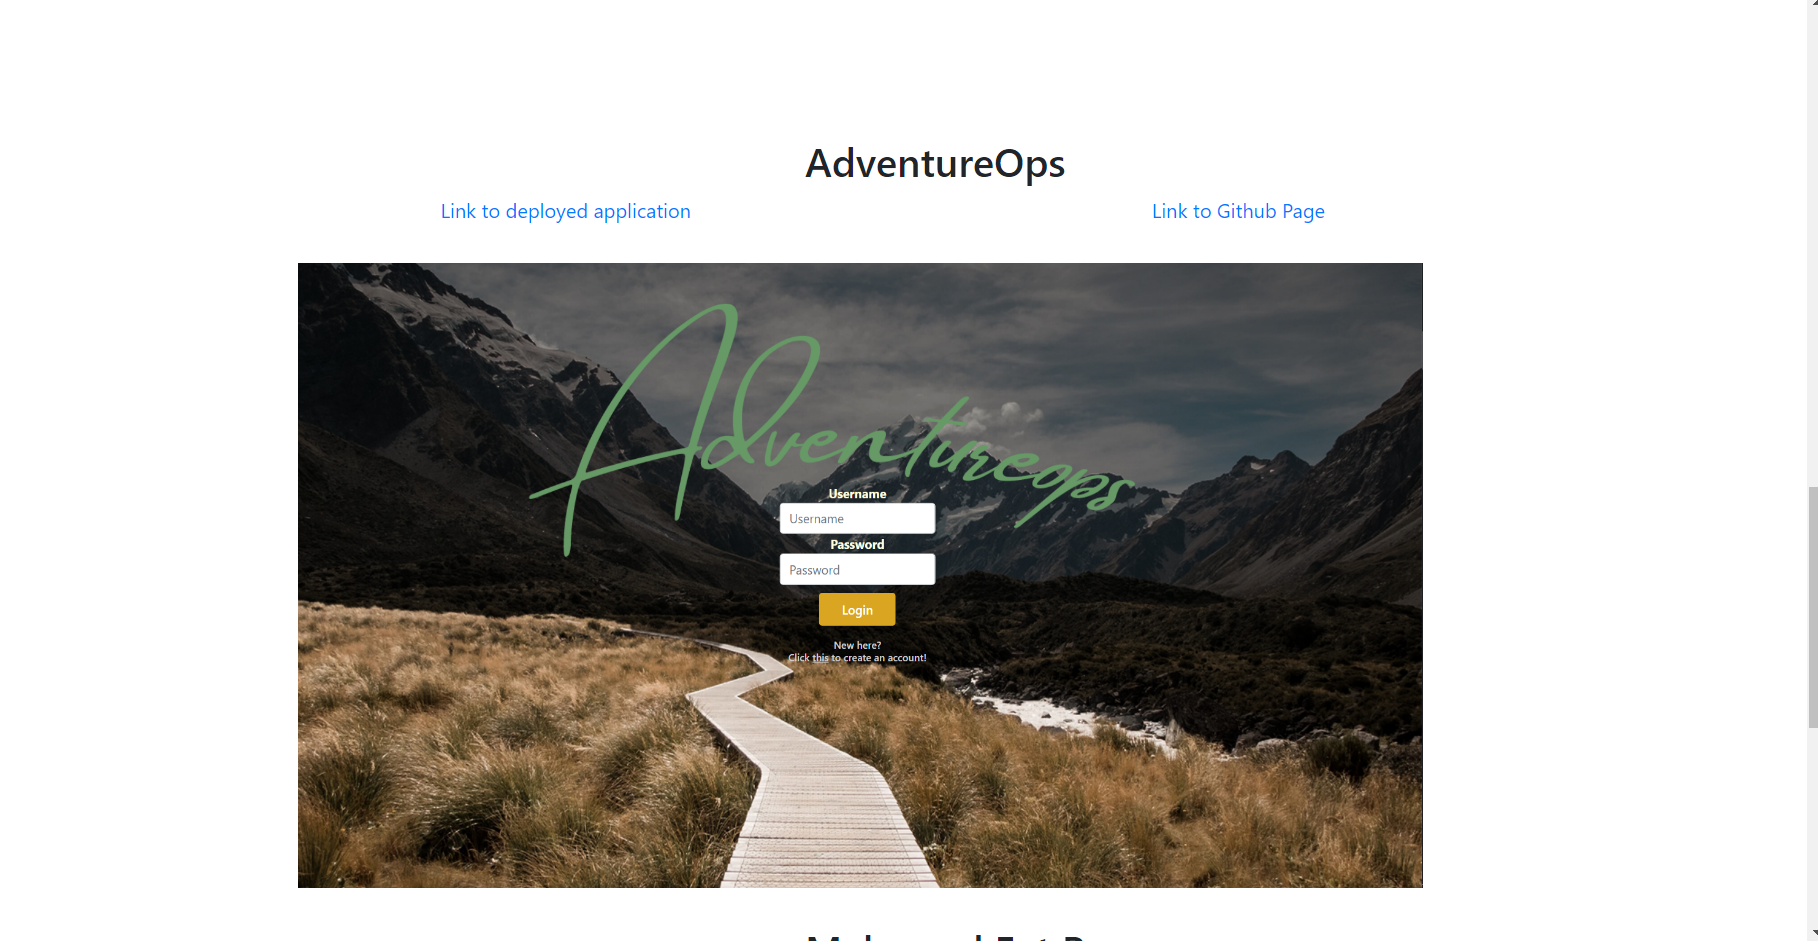 AdventureOps
Link to deployed application
Link to Github Page
Adventureops
Username
Username
Password
Password
Login
New here?
Click this to create an account!